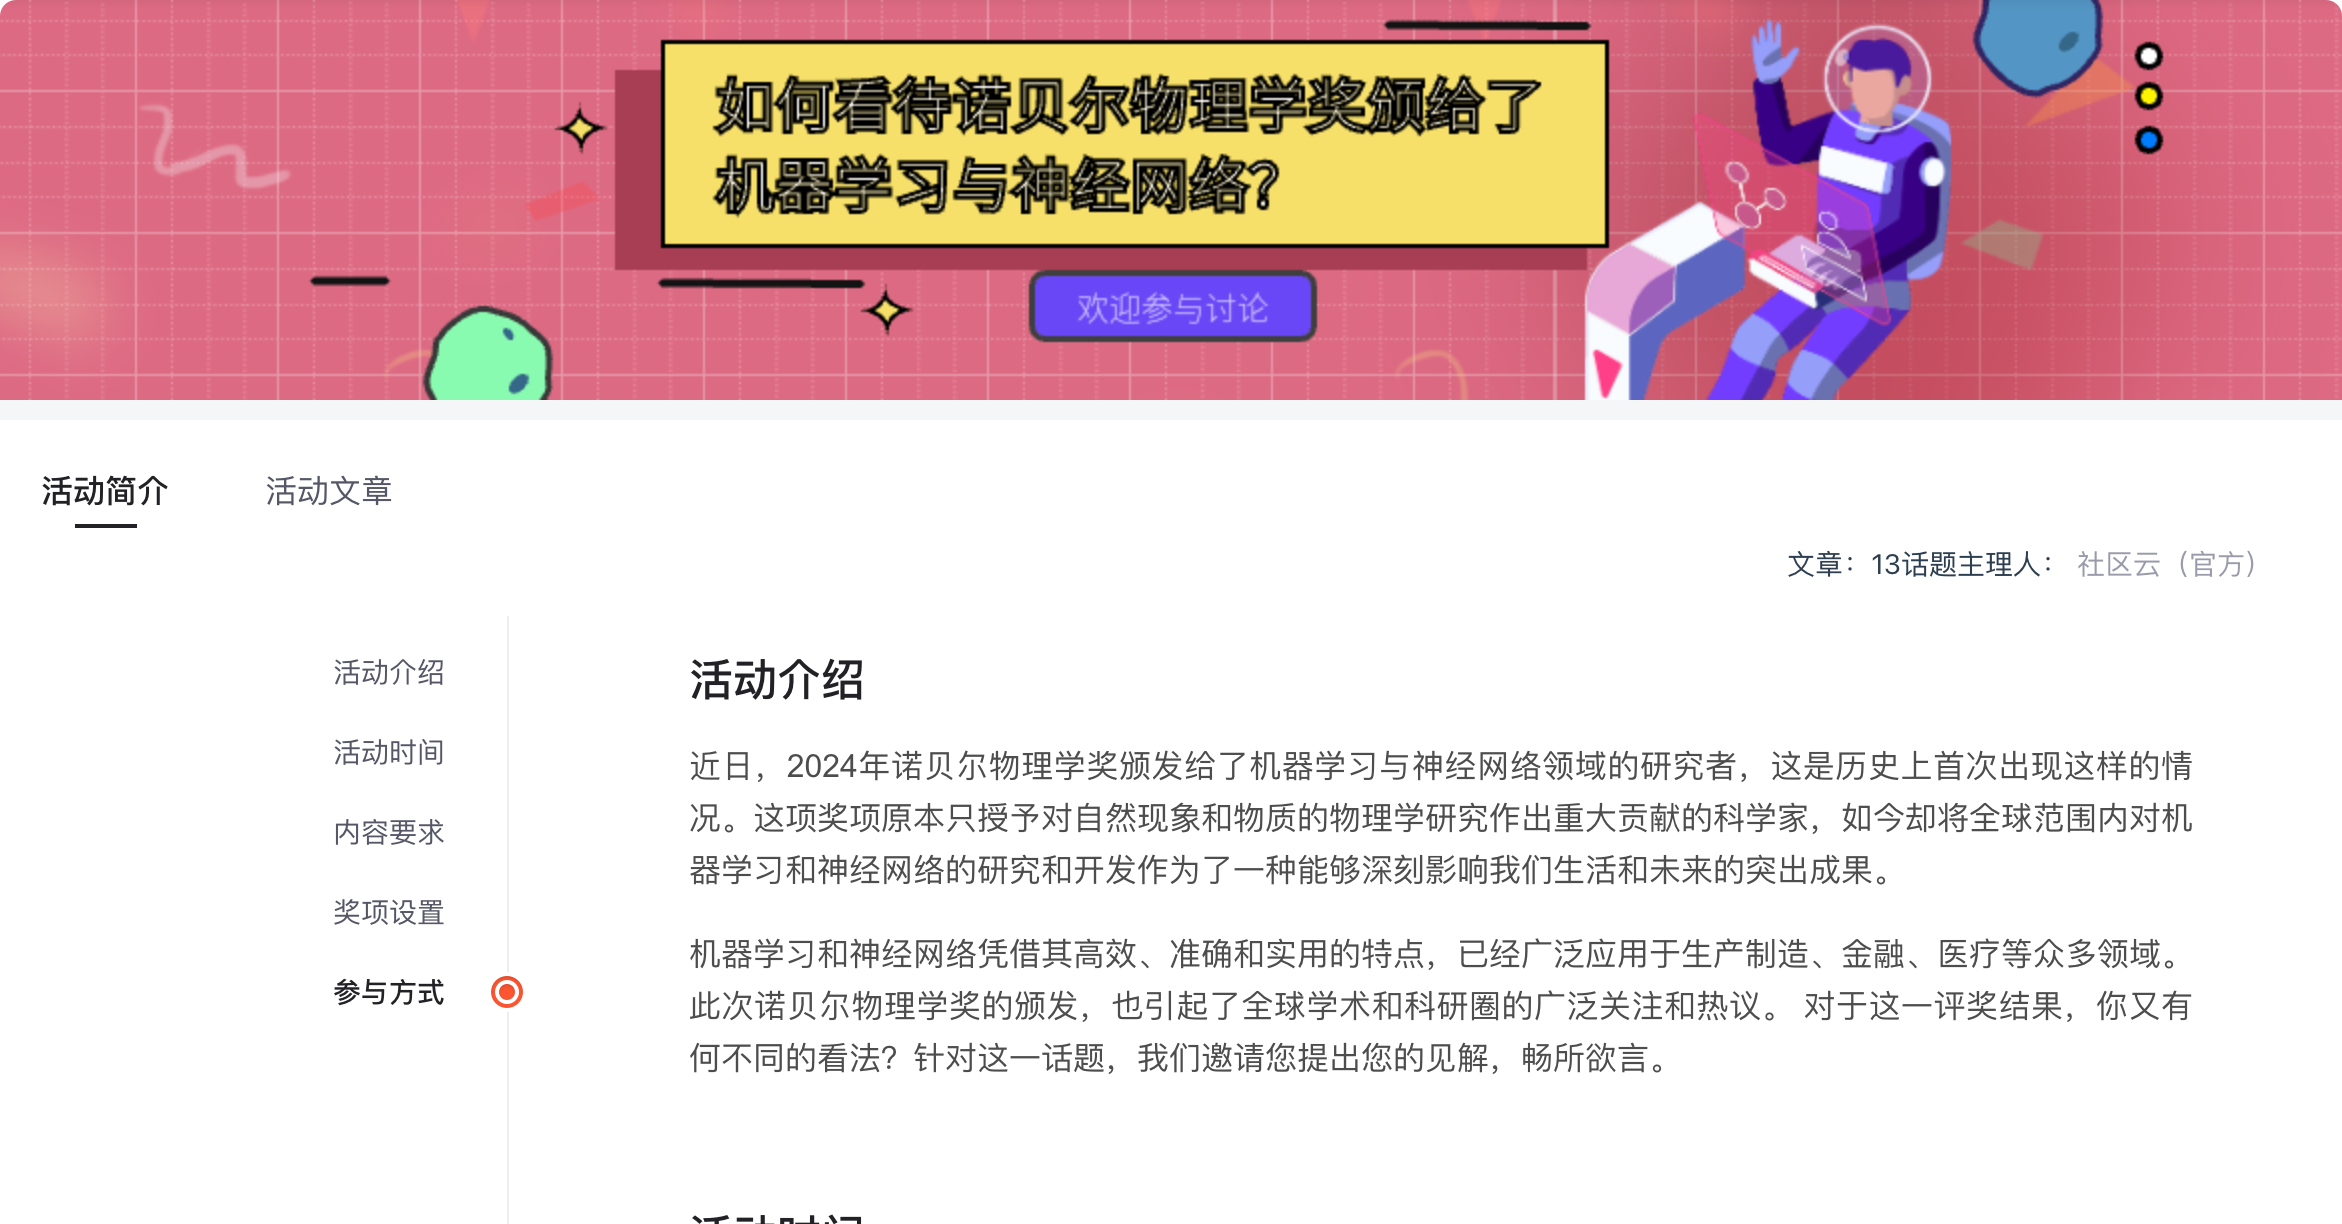 如何看待诺贝尔物理学奖颁给了
机器学习与神经网络？
欢迎参与讨论
活动简介
活动文章
文章：13话题主理人： 社区云（官方）
活动介绍
活动时间
内容要求
奖项设置
参与方式
活动介绍
近日，2024年诺贝尔物理学奖颁发给了机器学习与神经网络领域的研究者，这是历史上首次出现这样的情
况。这项奖项原本只授予对自然现象和物质的物理学研究作出重大贡献的科学家，如今却将全球范围内对机
器学习和神经网络的研究和开发作为了一种能够深刻影响我们生活和未来的突出成果。
机器学习和神经网络凭借其高效、准确和实用的特点，已经广泛应用于生产制造、金融、医疗等众多领域。
此次诺贝尔物理学奖的颁发，也引起了全球学术和科研圈的广泛关注和热议。 对于这一评奖结果，你又有
何不同的看法？针对这一话题，我们邀请您提出您的见解，畅所欲言。
活动时间